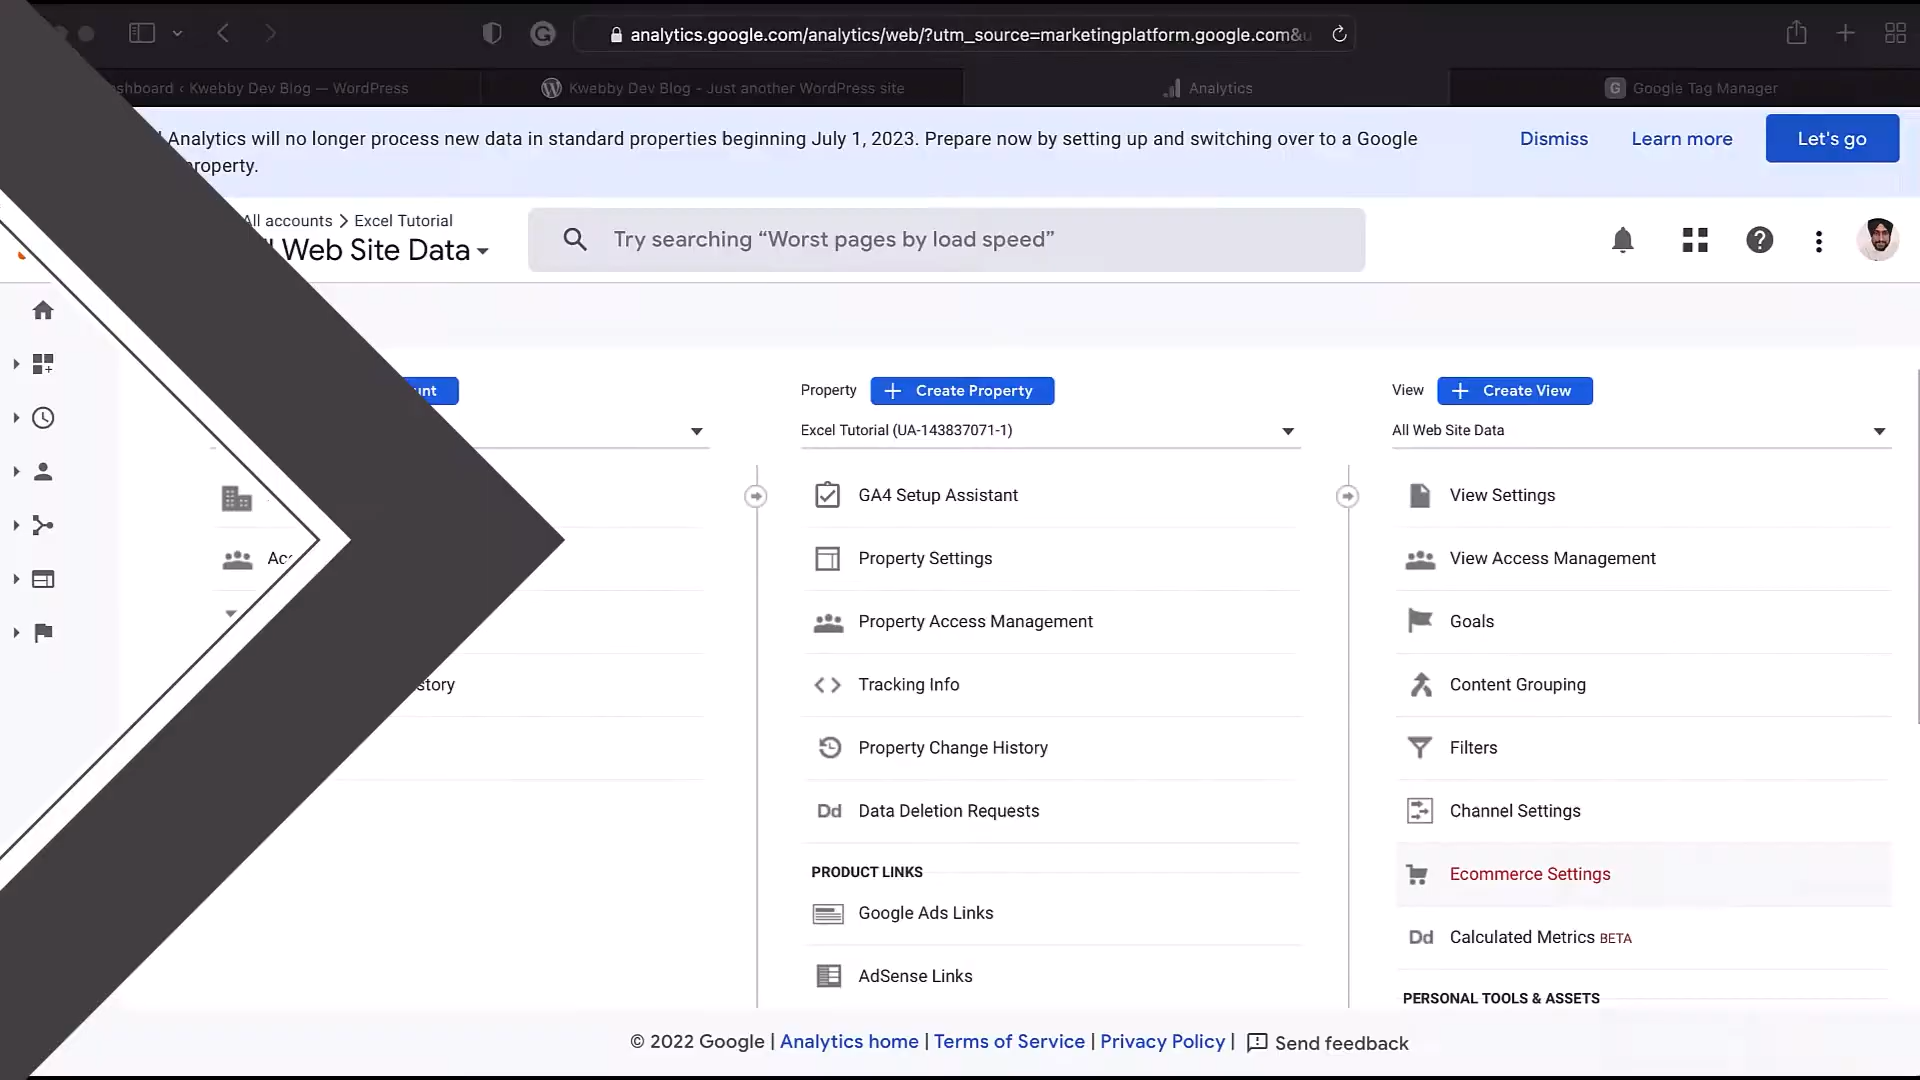 analytics.google.com/analytics/web/?utm_source=marketingplatform.google.com&u
shboard ‹ Kwebby Dev Blog — WordPress
Kwebby Dev Blog - Just another WordPress site
Analytics
G Google Tag Manager
Analytics will no longer process new data in standard properties beginning July 1, 2023. Prepare now by setting up and switching over to a Google
roperty.
Dismiss
Learn more
Let's go
All accounts > Excel Tutorial
Web Site Data
Try searching “Worst pages by load speed”
unt
Property
+ Create Property
View
+ Create View
Excel Tutorial (UA-143837071-1)
All Web Site Data
GA4 Setup Assistant
View Settings
Acc
Property Settings
View Access Management
Property Access Management
Goals
story
Tracking Info
Content Grouping
Property Change History
Filters
Dd Data Deletion Requests
Channel Settings
PRODUCT LINKS
Ecommerce Settings
Google Ads Links
Dd Calculated Metrics BETA
AdSense Links
PERSONAL TOOLS & ASSETS
© 2022 Google | Analytics home | Terms of Service | Privacy Policy | Send feedback